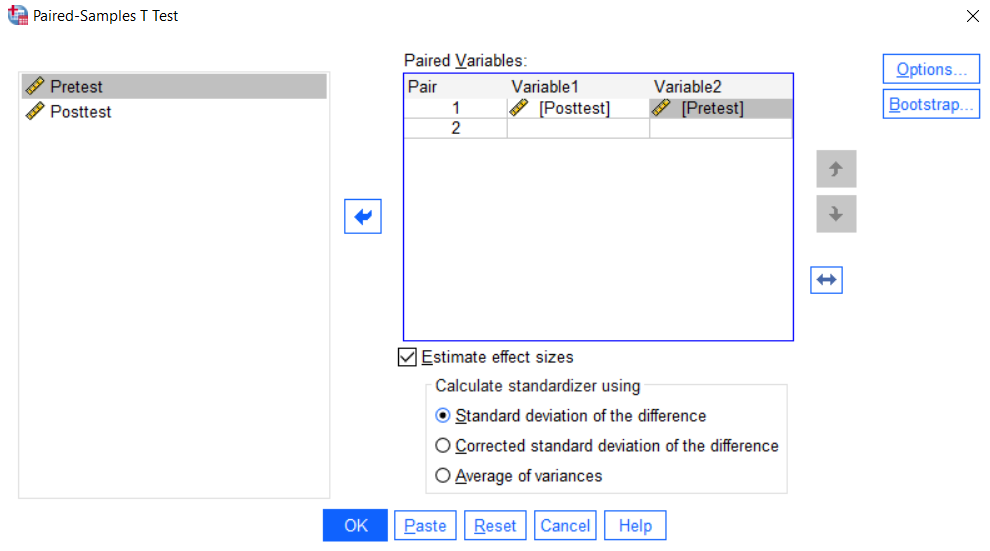 Paired-Samples T Test
Pretest
Posttest
Paired Variables:
Pair Variable1 Variable2
1 [Posttest] [Pretest]
2
Options...
Bootstrap...
Estimate effect sizes
Calculate standardizer using
Standard deviation of the difference
Corrected standard deviation of the difference
Average of variances
OK Paste Reset Cancel Help